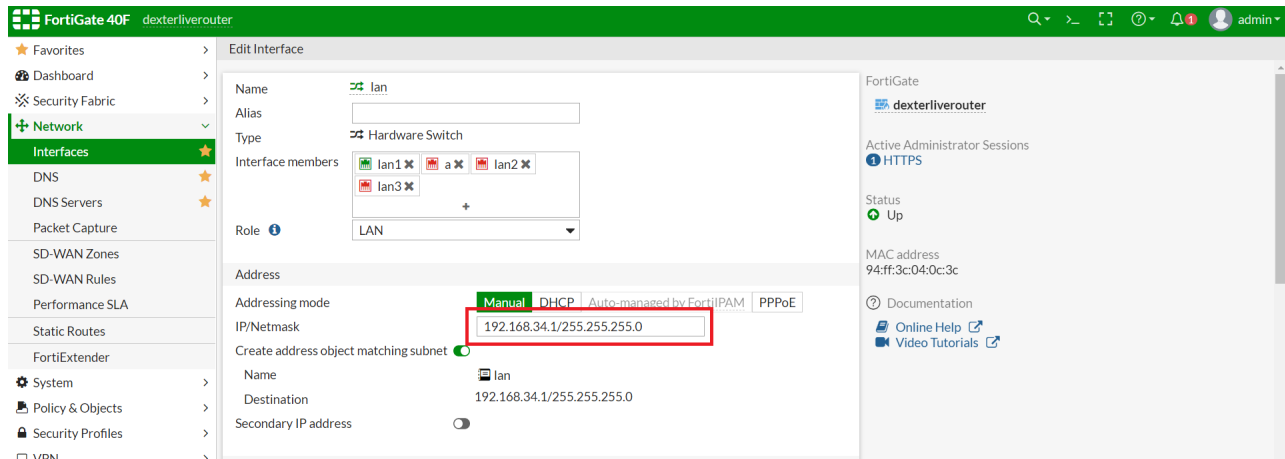 FortiGate 40F dexterliverouter
>_ 1 admin
Favorites
Dashboard
Security Fabric
Network
Interfaces
DNS
DNS Servers
Packet Capture
SD-WAN Zones
SD-WAN Rules
Performance SLA
Static Routes
FortiExtender
System
Policy & Objects
Security Profiles
VPN
Edit Interface
Name lan
Alias
Type Hardware Switch
Interface members lan1 a lan2
lan3
+
Role LAN
Address
Addressing mode Manual DHCP Auto-managed by FortiIPAM PPPoE
IP/Netmask 192.168.34.1/255.255.255.0
Create address object matching subnet
Name lan
Destination 192.168.34.1/255.255.255.0
Secondary IP address
FortiGate
dexterliverouter
Active Administrator Sessions
1 HTTPS
Status
Up
MAC address
94:ff:3c:04:0c:3c
Documentation
Online Help
Video Tutorials